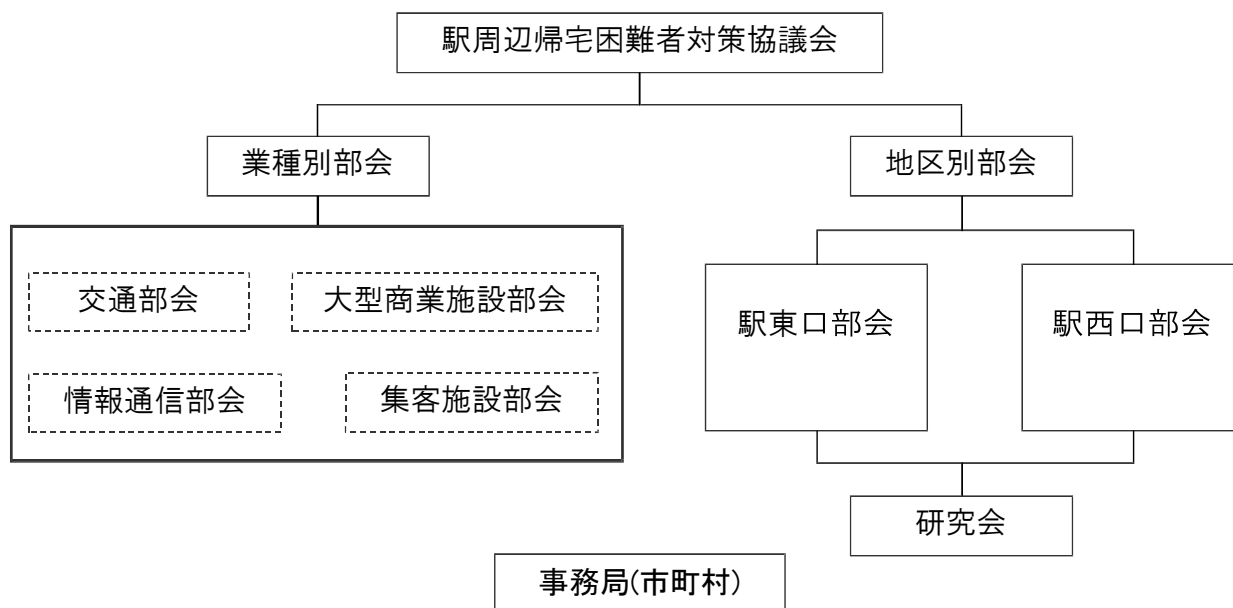 駅周辺帰宅困難者対策協議会
業種別部会
地区別部会
交通部会
大型商業施設部会
情報通信部会
集客施設部会
駅東口部会
駅西口部会
研究会
事務局(市町村)